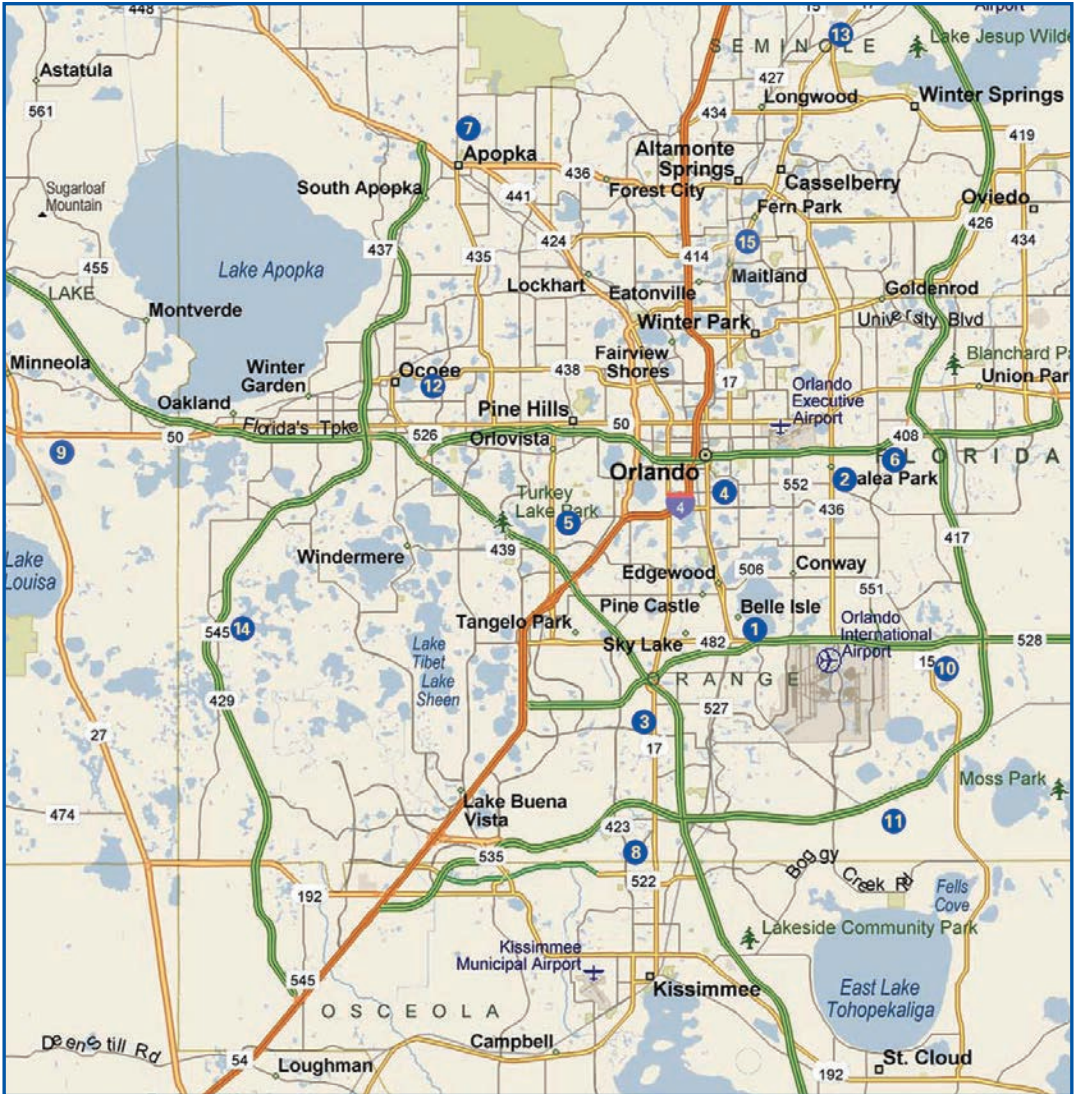 448
15
17
Airport
13
SEMINOLE
Lake Jesup Wilde
Astatula
427
Longwood
Winter Springs
561
434
7
419
Apopka
Altamonte
Springs
436
Sugarloaf
Mountain
South Apopka
Forest City
Casselberry
Oviedo
441
Fern Park
426
437
424
15
434
455
Lake Apopka
435
414
LAKE
Lockhart
Maitland
Eatonville
Goldenrod
Montverde
Winter Park
University Blvd
Minneola
Winter
Garden
Ocoee
12
438
Fairview
Shores
17
Blanchard Pa
Union Par
Orlando
Executive
Airport
Oakland
Florida's Tpke
Pine Hills
50
50
526
Orlovista
408
9
Orlando
6
FLORIDA
4
552
2
alea Park
Turkey
Lake Park
5
4
436
417
Windermere
439
Lake
Louisa
Edgewood
506
Conway
551
Pine Castle
Belle Isle
545
14
Tangelo Park
1
Orlando
International
Airport
Sky Lake
482
528
Lake
Tibet
Lake
Sheen
15
10
ORANGE
429
527
3
27
17
Moss Park
474
Lake Buena
Vista
423
11
535
8
Boggy
Creek Rd
192
522
Fells
Cove
Lakeside Community Park
Kissimmee
Municipal Airport
545
Kissimmee
East Lake
Tohopekaliga
OSCEOLA
Deen Still Rd
Campbell
54
Loughman
St. Cloud
192